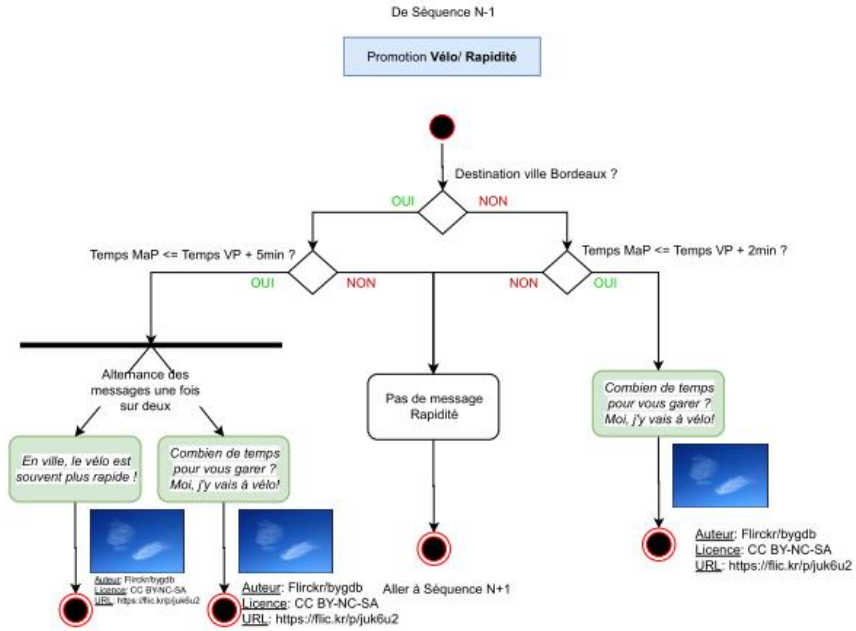 De Séquence N-1
Promotion Vélo/ Rapidité
Destination ville Bordeaux ?
OUI
NON
Temps MaP <= Temps VP + 5min ?
Temps MaP <= Temps VP + 2min ?
OUI
NON
NON
OUI
Alternance des
messages une fois
sur deux
Pas de message
Rapidité
Combien de temps
pour vous garer ?
Moi, j'y vais à vélo!
En ville, le vélo est
souvent plus rapide !
Combien de temps
pour vous garer ?
Moi, j'y vais à vélo!
Auteur: Flirckr/bygdb
Licence: CC BY-NC-SA
URL: https://flic.kr/p/juk6u2
Auteur: Flirckr/bygdb
Licence: CC BY-NC-SA
URL: https://flic.kr/p/juk6u2
Aller à Séquence N+1
Auteur: Flirckr/bygdb
Licence: CC BY-NC-SA
URL: https://flic.kr/p/juk6u2